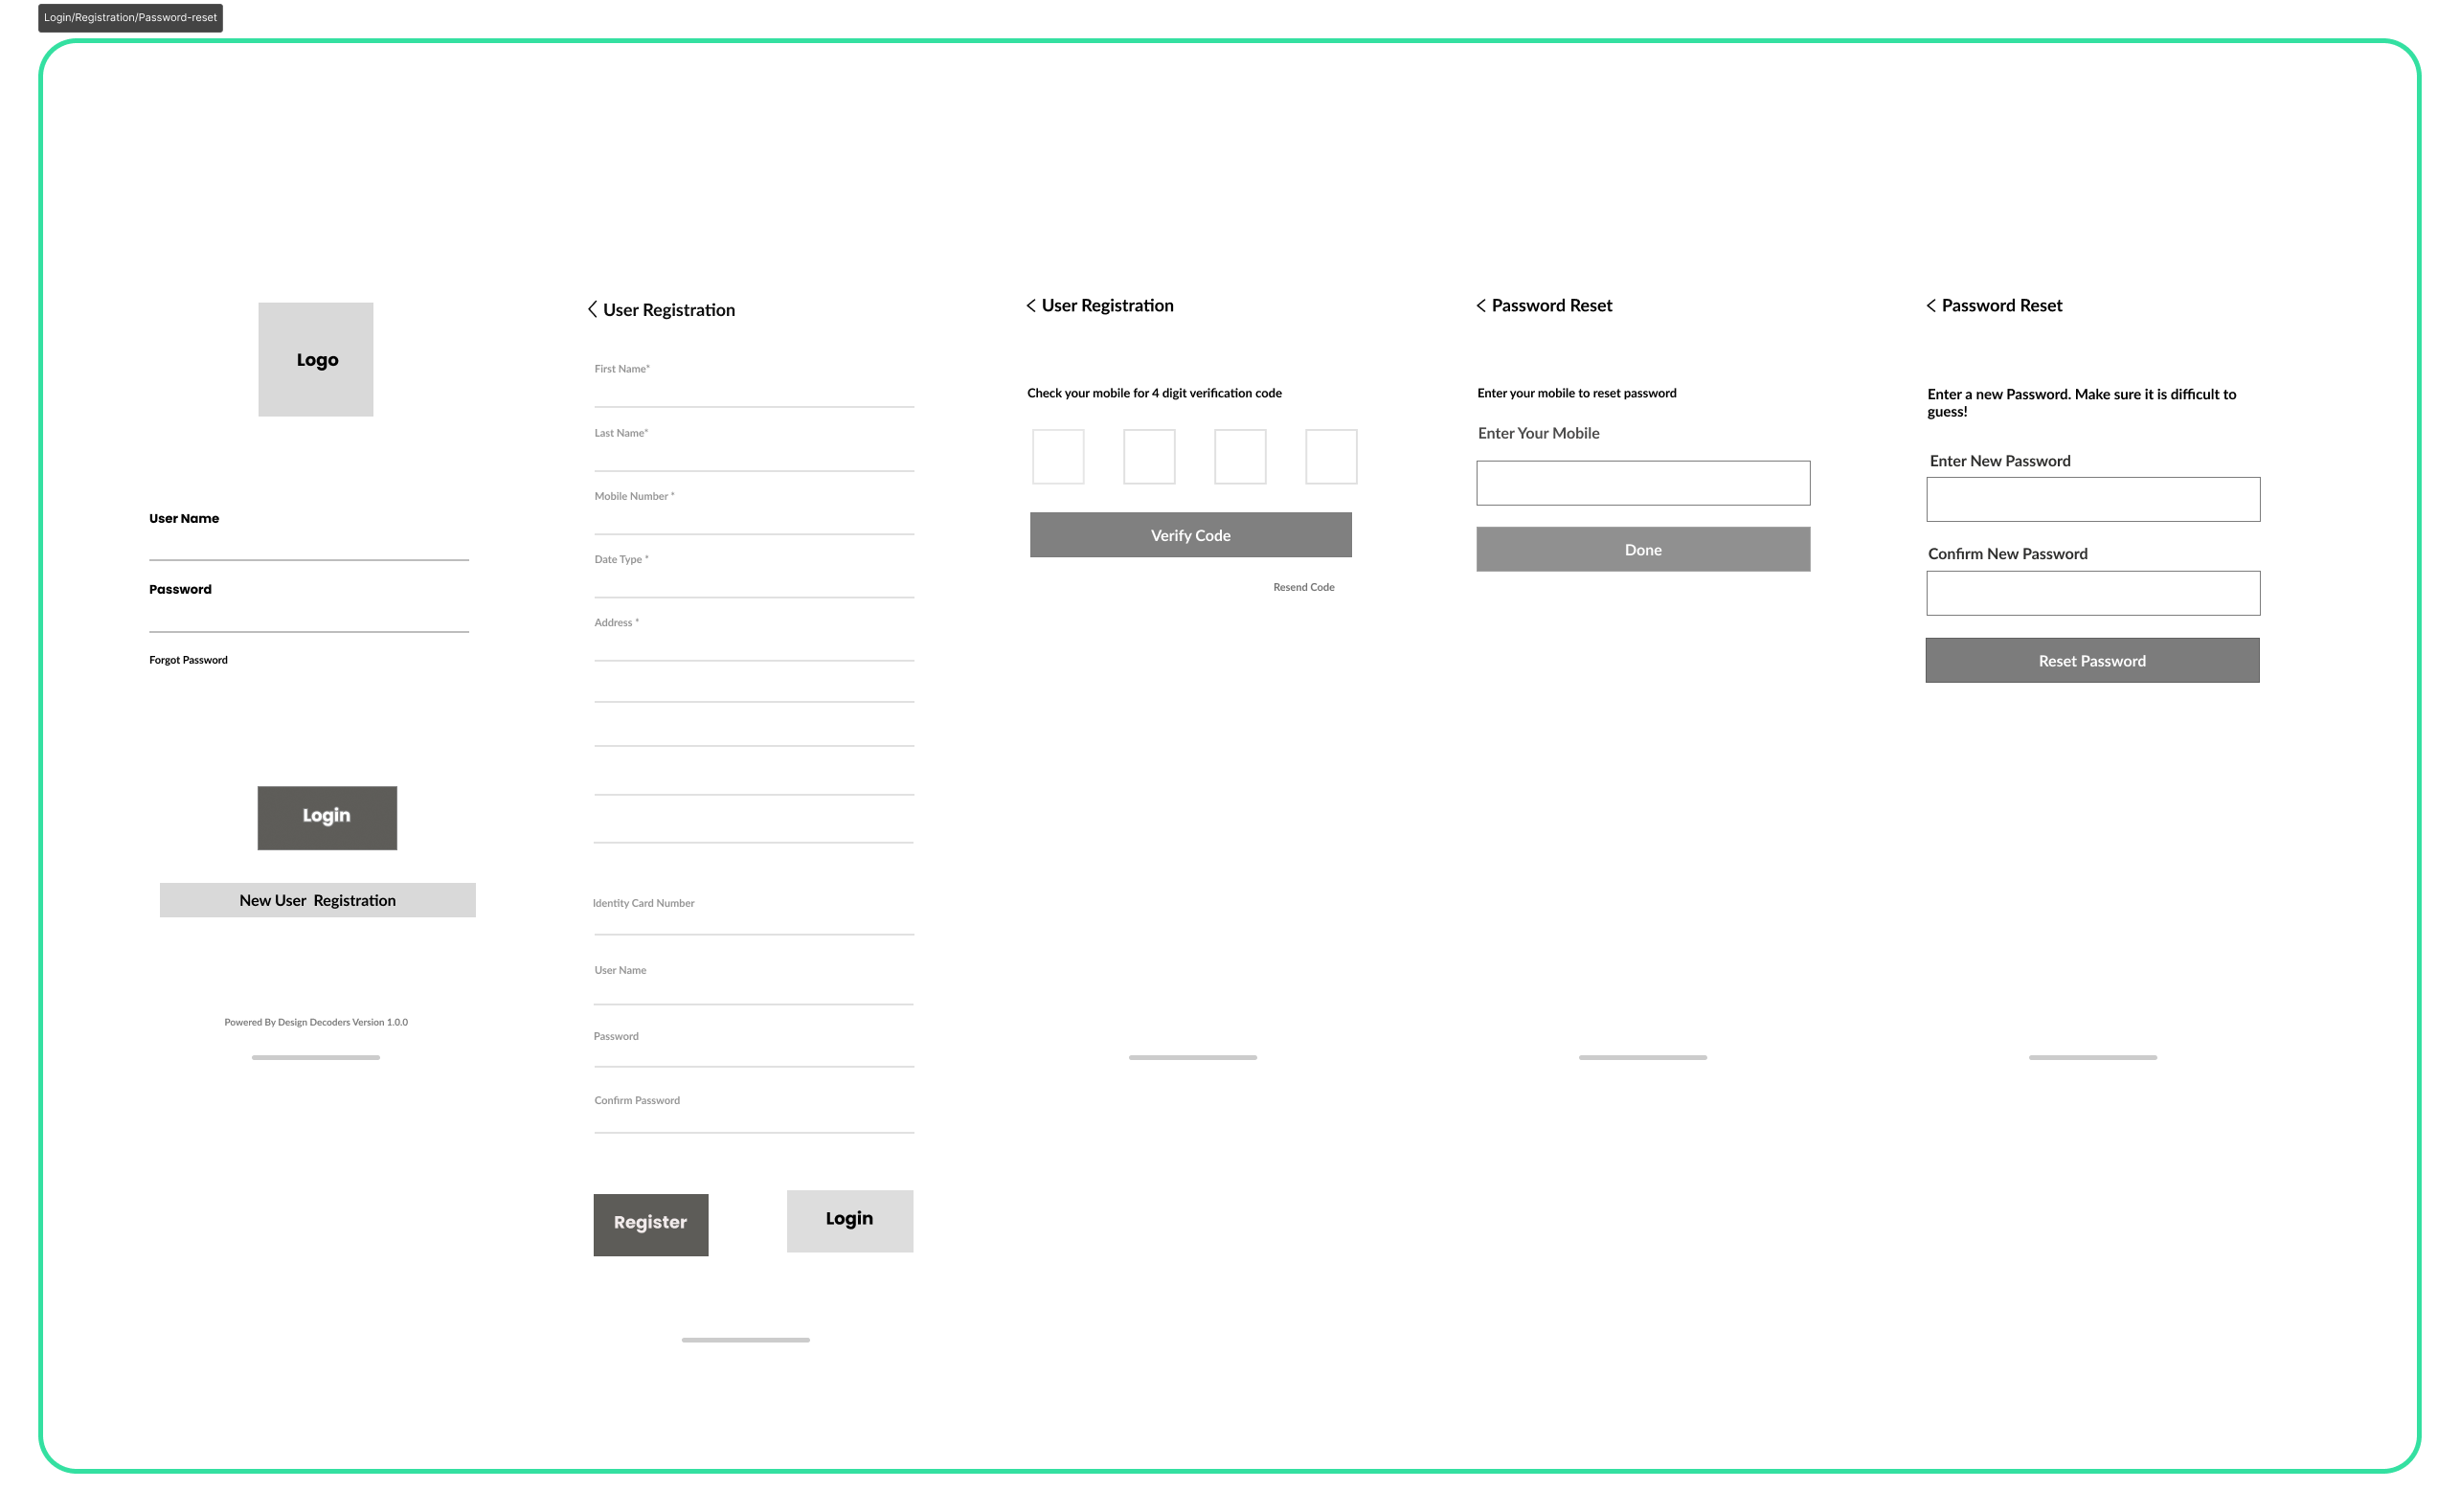 Login/Registration/Password-reset
Logo
User Name
Password
Forgot Password
Login
New User  Registration
Powered By Design Decoders Version 1.0.0
User Registration
First Name*
Last Name*
Mobile Number *
Date Type *
Address *
Identity Card Number
User Name
Password
Confirm Password
Register
Login
User Registration
Check your mobile for 4 digit verification code
Verify Code
Resend Code
Password Reset
Enter your mobile to reset password
Enter Your Mobile
Done
Password Reset
Enter a new Password. Make sure it is difficult to
guess!
Enter New Password
Confirm New Password
Reset Password